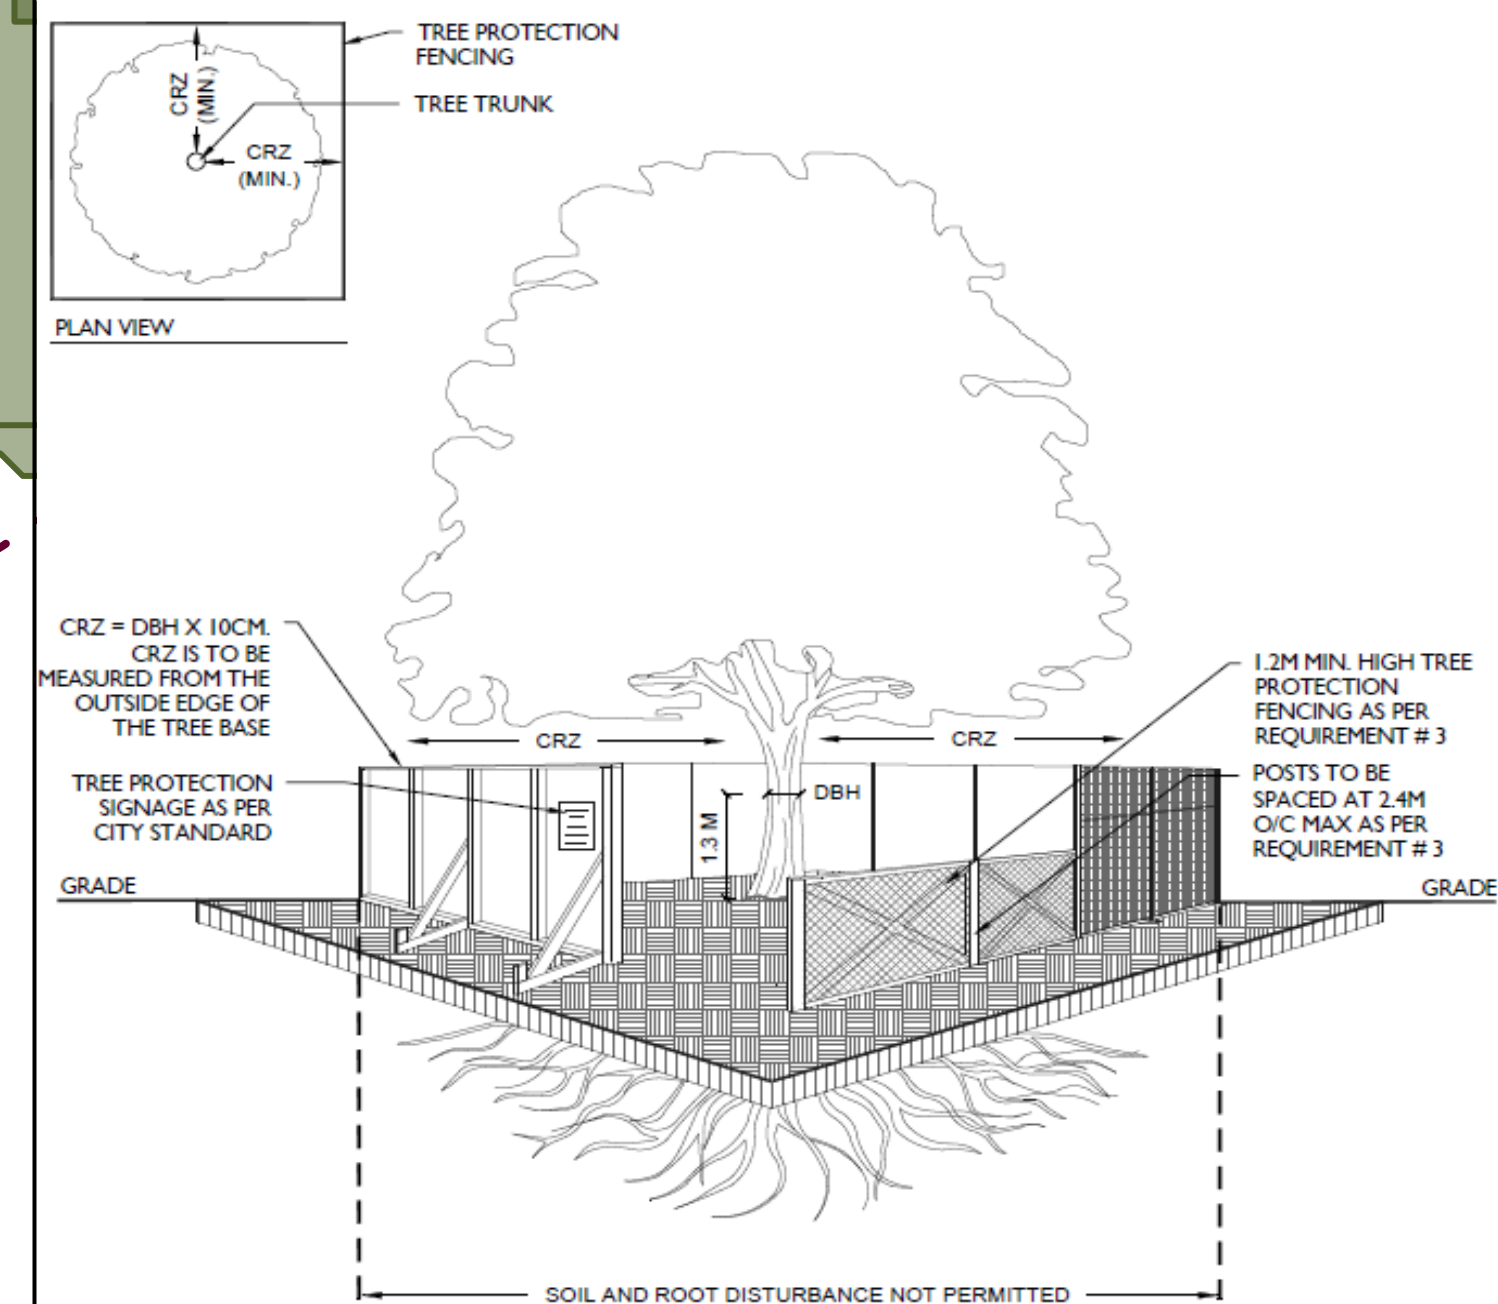 TREE PROTECTION
FENCING
TREE TRUNK
CRZ
(MIN.)
CRZ
(MIN.)
PLAN VIEW
CRZ = DBH X 10CM.
CRZ IS TO BE
MEASURED FROM THE
OUTSIDE EDGE OF
THE TREE BASE
TREE PROTECTION
SIGNAGE AS PER
CITY STANDARD
GRADE
CRZ
CRZ
DBH
1.3 M
1.2M MIN. HIGH TREE
PROTECTION
FENCING AS PER
REQUIREMENT # 3
POSTS TO BE
SPACED AT 2.4M
O/C MAX AS PER
REQUIREMENT # 3
GRADE
SOIL AND ROOT DISTURBANCE NOT PERMITTED